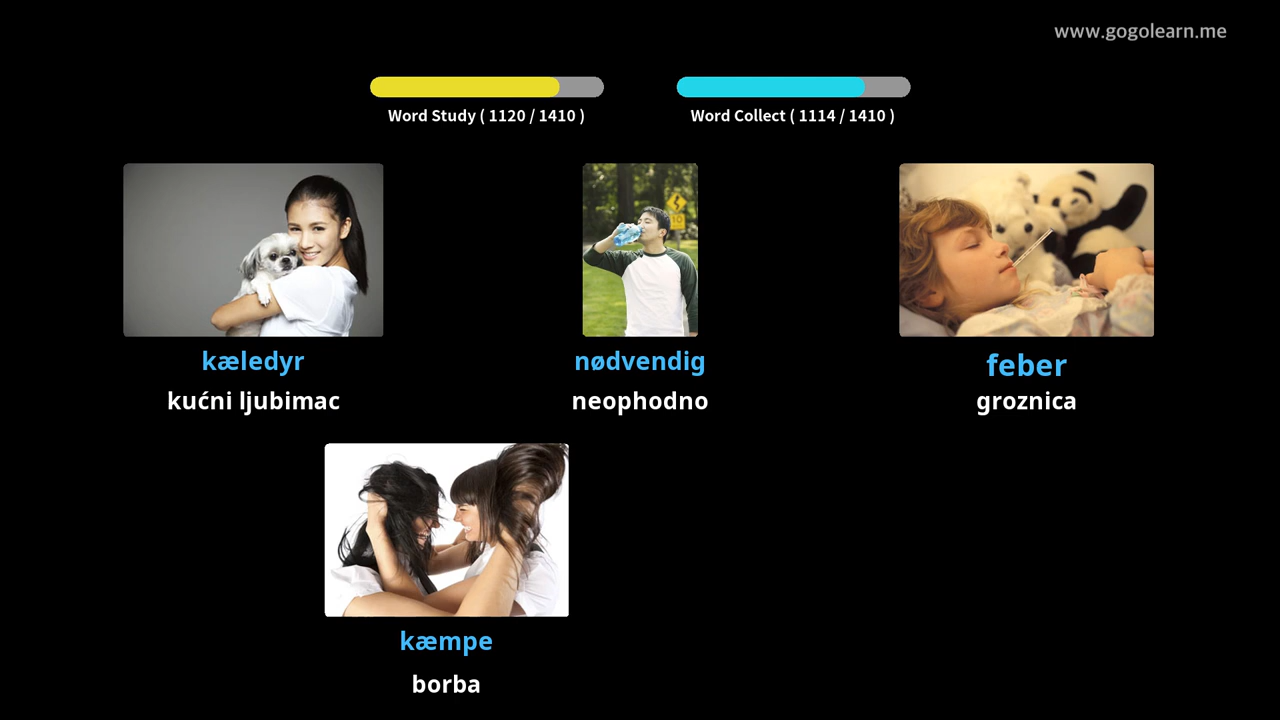 www.gogolearn.me
Word Study ( 1120 / 1410 )
Word Collect ( 1114 / 1410 )
kæledyr
kućni ljubimac
nødvendig
neophodno
feber
groznica
kæmpe
borba